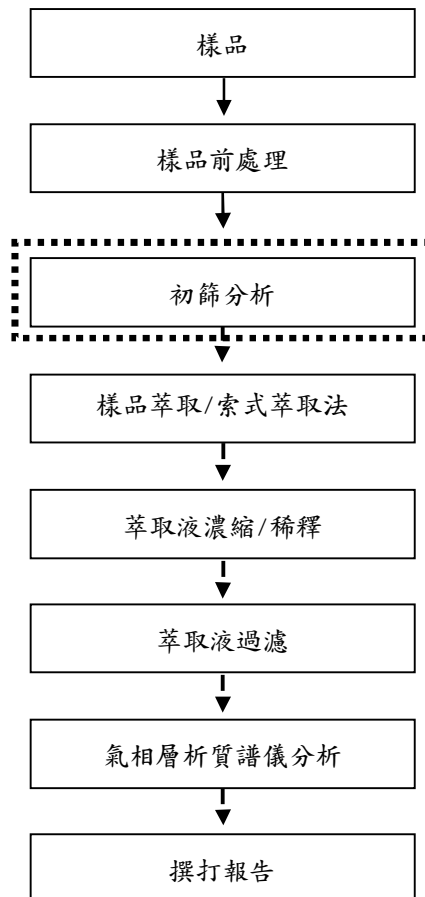 樣品
樣品前處理
初篩分析
樣品萃取/索式萃取法
萃取液濃縮/稀釋
萃取液過濾
氣相層析質譜儀分析
撰打報告